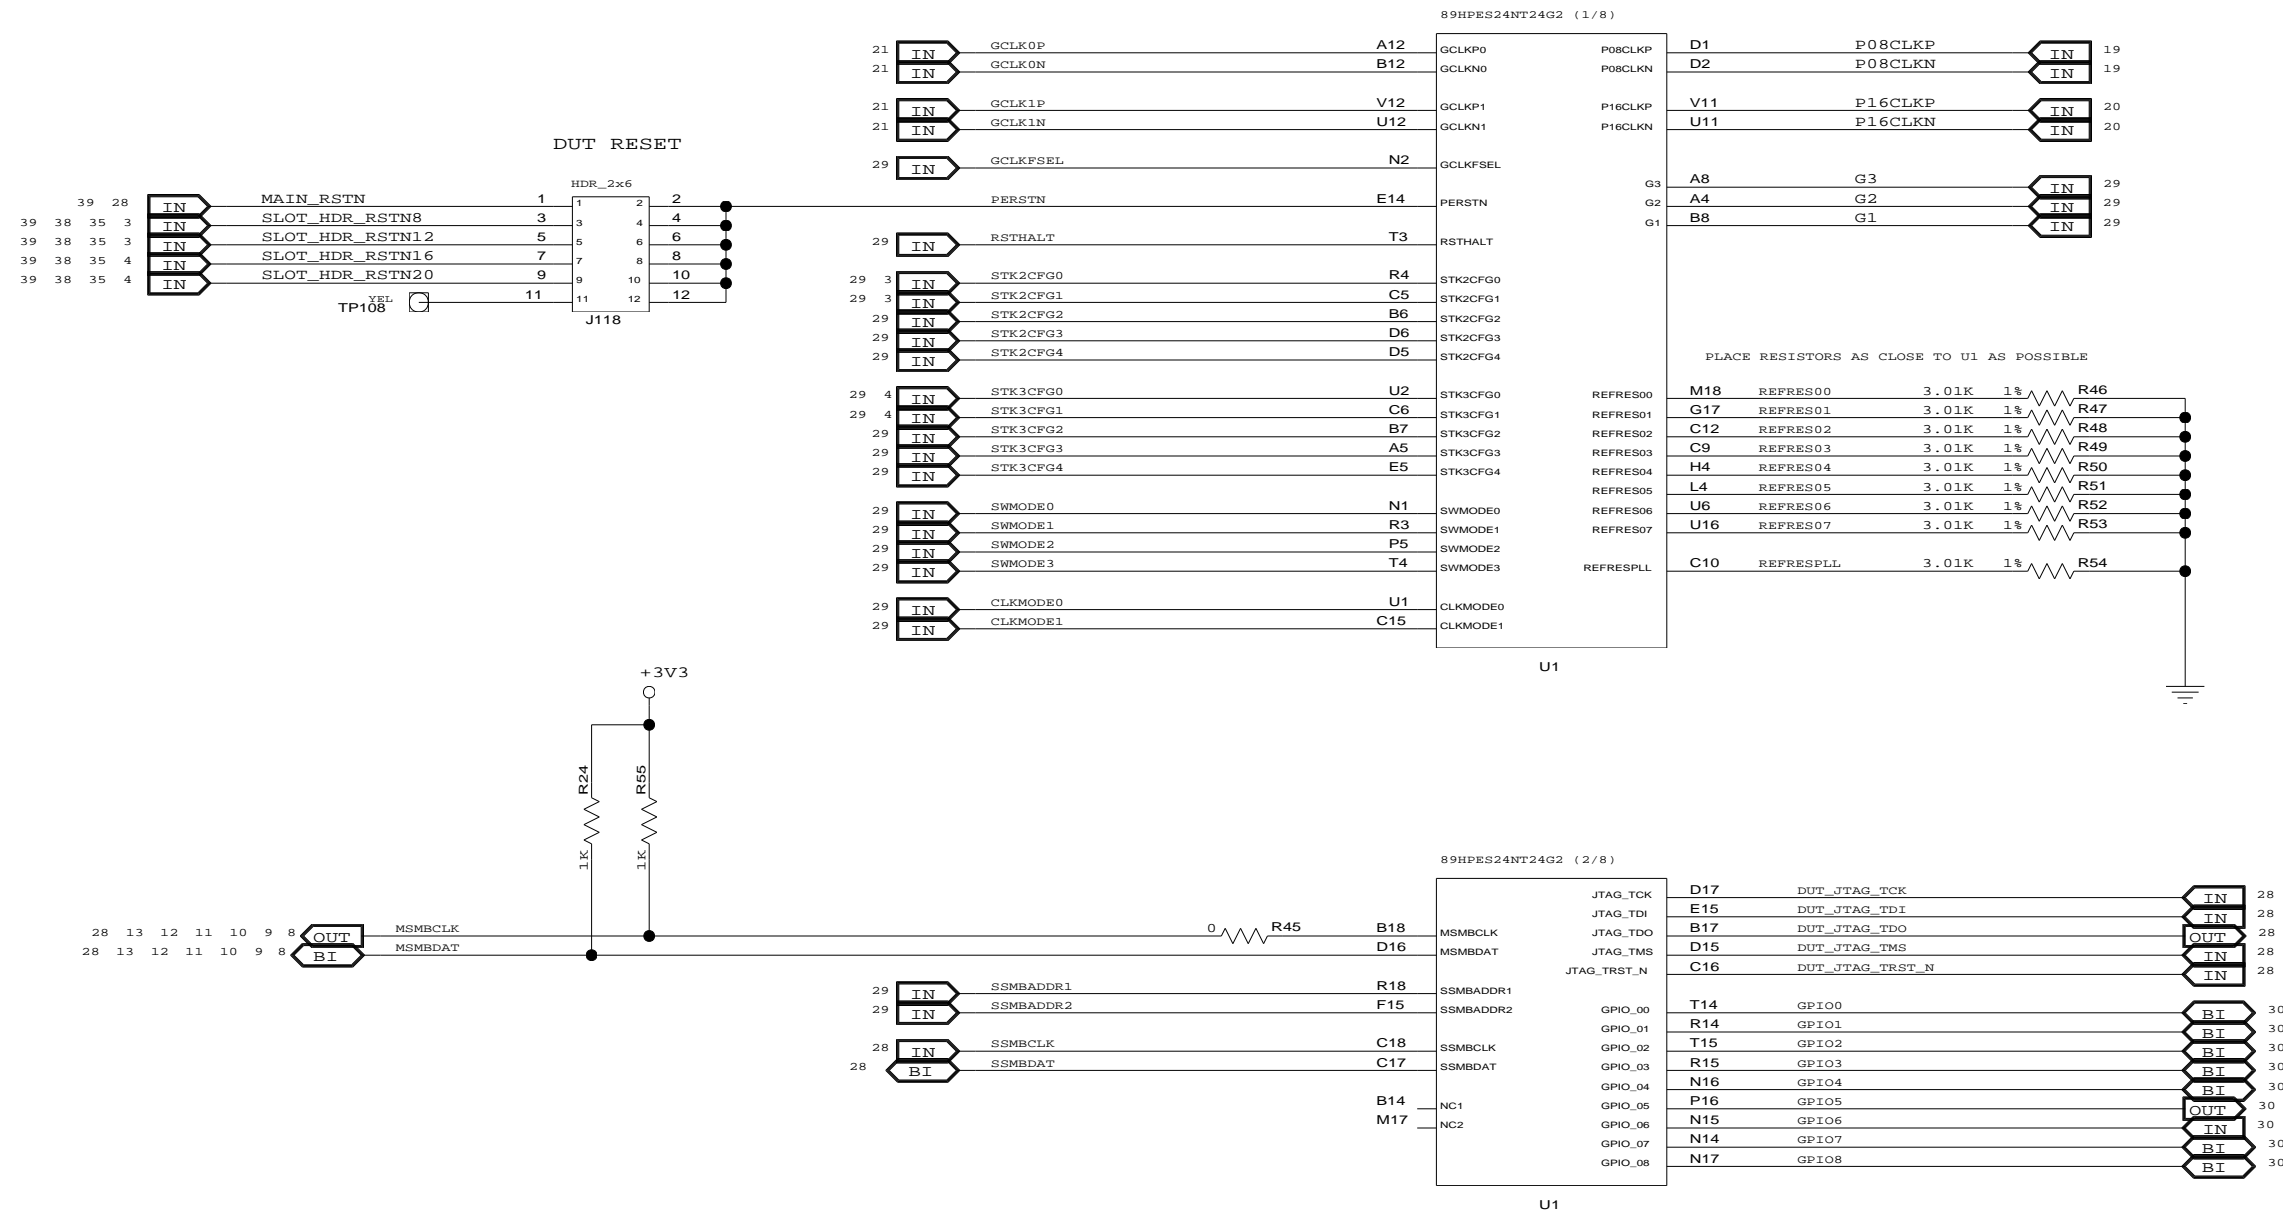 89HPES24NT24G2 (1/8)
21 IN GCLK0P A12 GCLKP0 P08CLKP D1 P08CLKP IN 19
21 IN GCLK0N B12 GCLKN0 P08CLKN D2 P08CLKN IN 19
21 IN GCLK1P V12 GCLKP1 P16CLKP V11 P16CLKP IN 20
21 IN GCLK1N U12 GCLKN1 P16CLKN U11 P16CLKN IN 20
DUT RESET
29 IN GCLKFSEL N2 GCLKFSEL
HDR_2x6 G3 A8 G3 IN 29
39 28 IN MAIN_RSTN 1 1 2 2 PERSTN E14 PERSTN G2 A4 G2 IN 29
39 38 35 3 IN SLOT_HDR_RSTN8 3 3 4 4 G1 B8 G1 IN 29
39 38 35 3 IN SLOT_HDR_RSTN12 5 5 6 6 29 IN RSTHALT T3 RSTHALT
39 38 35 4 IN SLOT_HDR_RSTN16 7 7 8 8
39 38 35 4 IN SLOT_HDR_RSTN20 9 9 10 10 29 3 IN STK2CFG0 R4 STK2CFG0
TP108 YEL 11 11 12 12 29 3 IN STK2CFG1 C5 STK2CFG1
J118 29 IN STK2CFG2 B6 STK2CFG2
29 IN STK2CFG3 D6 STK2CFG3
29 IN STK2CFG4 D5 STK2CFG4 PLACE RESISTORS AS CLOSE TO U1 AS POSSIBLE
29 4 IN STK3CFG0 U2 STK3CFG0 REFRES00 M18 REFRES00 3.01K 1% R46
29 4 IN STK3CFG1 C6 STK3CFG1 REFRES01 G17 REFRES01 3.01K 1% R47
29 IN STK3CFG2 B7 STK3CFG2 REFRES02 C12 REFRES02 3.01K 1% R48
29 IN STK3CFG3 A5 STK3CFG3 REFRES03 C9 REFRES03 3.01K 1% R49
29 IN STK3CFG4 E5 STK3CFG4 REFRES04 H4 REFRES04 3.01K 1% R50
REFRES05 L4 REFRES05 3.01K 1% R51
29 IN SWMODE0 N1 SWMODE0 REFRES06 U6 REFRES06 3.01K 1% R52
29 IN SWMODE1 R3 SWMODE1 REFRES07 U16 REFRES07 3.01K 1% R53
29 IN SWMODE2 P5 SWMODE2
29 IN SWMODE3 T4 SWMODE3 REFRESPLL C10 REFRESPLL 3.01K 1% R54
29 IN CLKMODE0 U1 CLKMODE0
29 IN CLKMODE1 C15 CLKMODE1
U1
+3V3
R24 R55
1K 1K
89HPES24NT24G2 (2/8)
JTAG_TCK D17 DUT_JTAG_TCK IN 28
JTAG_TDI E15 DUT_JTAG_TDI IN 28
28 13 12 11 10 9 8 OUT MSMBCLK 0 R45 B18 MSMBCLK JTAG_TDO B17 DUT_JTAG_TDO OUT 28
28 13 12 11 10 9 8 BI MSMBDAT D16 MSMBDAT JTAG_TMS D15 DUT_JTAG_TMS IN 28
JTAG_TRST_N C16 DUT_JTAG_TRST_N IN 28
29 IN SSMBADDR1 R18 SSMBADDR1
29 IN SSMBADDR2 F15 SSMBADDR2 GPIO_00 T14 GPIO0 BI 30
GPIO_01 R14 GPIO1 BI 30
28 IN SSMBCLK C18 SSMBCLK GPIO_02 T15 GPIO2 BI 30
28 BI SSMBDAT C17 SSMBDAT GPIO_03 R15 GPIO3 BI 30
GPIO_04 N16 GPIO4 BI 30
B14 NC1 GPIO_05 P16 GPIO5 OUT 30
M17 NC2 GPIO_06 N15 GPIO6 IN 30
GPIO_07 N14 GPIO7 BI 30
GPIO_08 N17 GPIO8 BI 30
U1